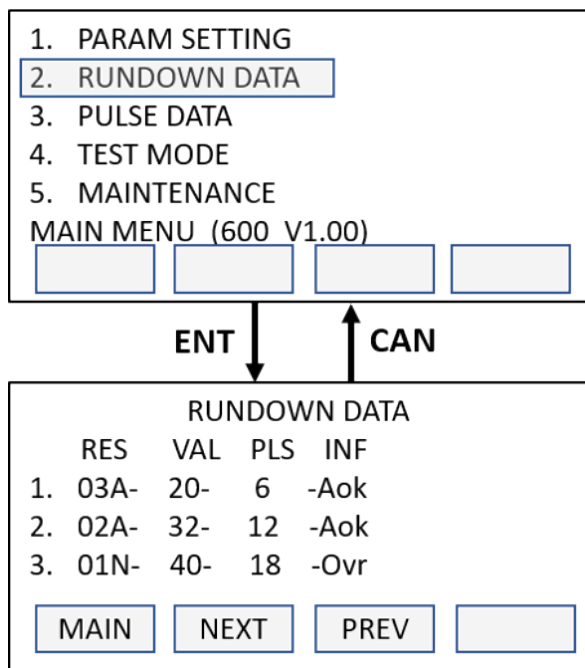 1. PARAM SETTING
2. RUNDOWN DATA
3. PULSE DATA
4. TEST MODE
5. MAINTENANCE
MAIN MENU (600 V1.00)
ENT CAN
RUNDOWN DATA
RES VAL PLS INF
1. 03A- 20- 6 -Aok
2. 02A- 32- 12 -Aok
3. 01N- 40- 18 -Ovr
MAIN NEXT PREV